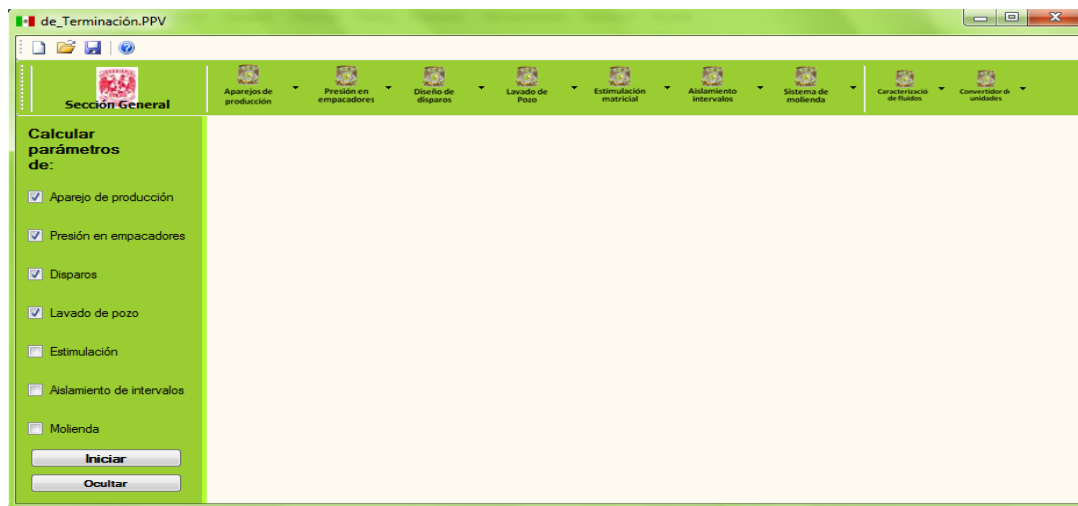 de_Terminación.PPV
Sección General
Aparejos de
producción
Presión en
empacadores
Diseño de
disparos
Lavado de
Pozo
Estimulación
matricial
Aislamiento
intervalos
Sistema de
molienda
Caracterizació
de fluidos
Convertidor de
unidades
Calcular
parámetros
de:
Aparejo de producción
Presión en empacadores
Disparos
Lavado de pozo
Estimulación
Aislamiento de intervalos
Molienda
Iniciar
Ocultar